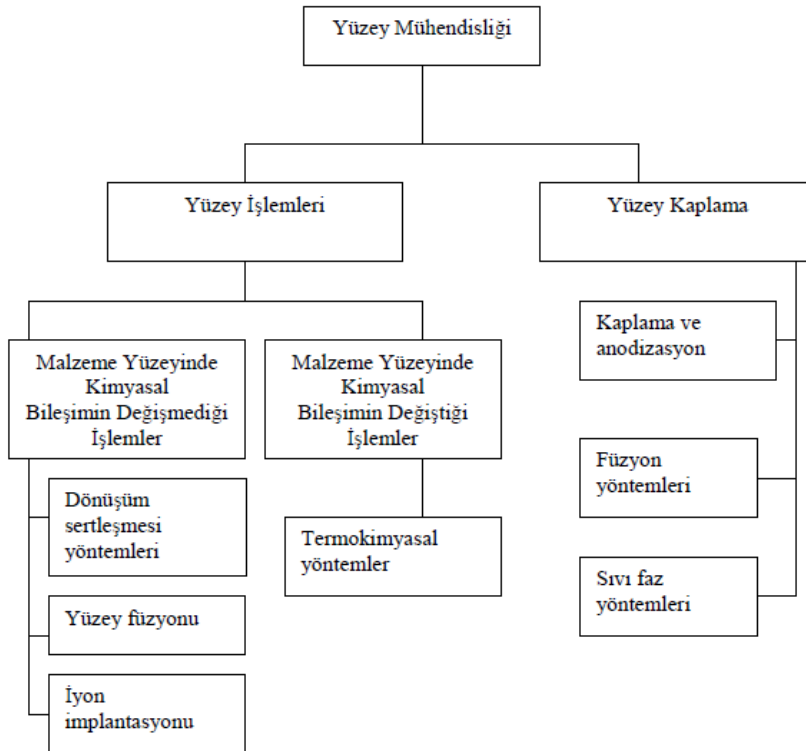 Yüzey Mühendisliği
Yüzey İşlemleri
Yüzey Kaplama
Malzeme Yüzeyinde
Kimyasal
Bileşimin Değişmediği
İşlemler
Malzeme Yüzeyinde
Kimyasal
Bileşimin Değiştiği
İşlemler
Kaplama ve
anodizasyon
Füzyon
yöntemleri
Sıvı faz
yöntemleri
Dönüşüm
sertleşmesi
yöntemleri
Yüzey füzyonu
İyon
implantasyonu
Termokimyasal
yöntemler